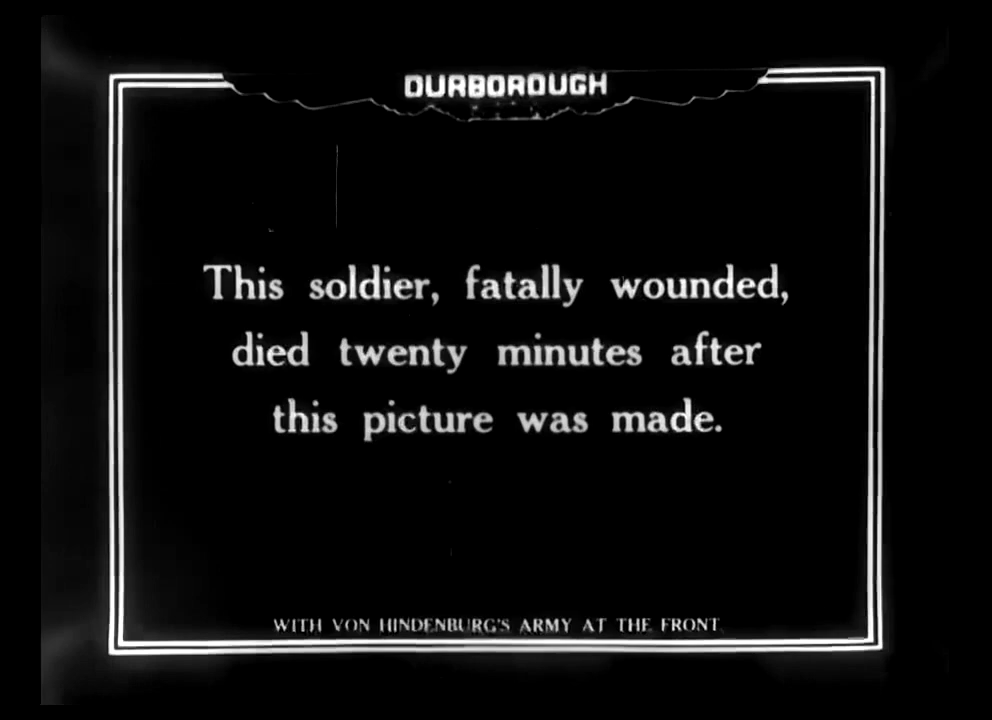 DURBOROUGH
This soldier, fatally wounded,
died twenty minutes after
this picture was made.
WITH VON HINDENBURG'S ARMY AT THE FRONT